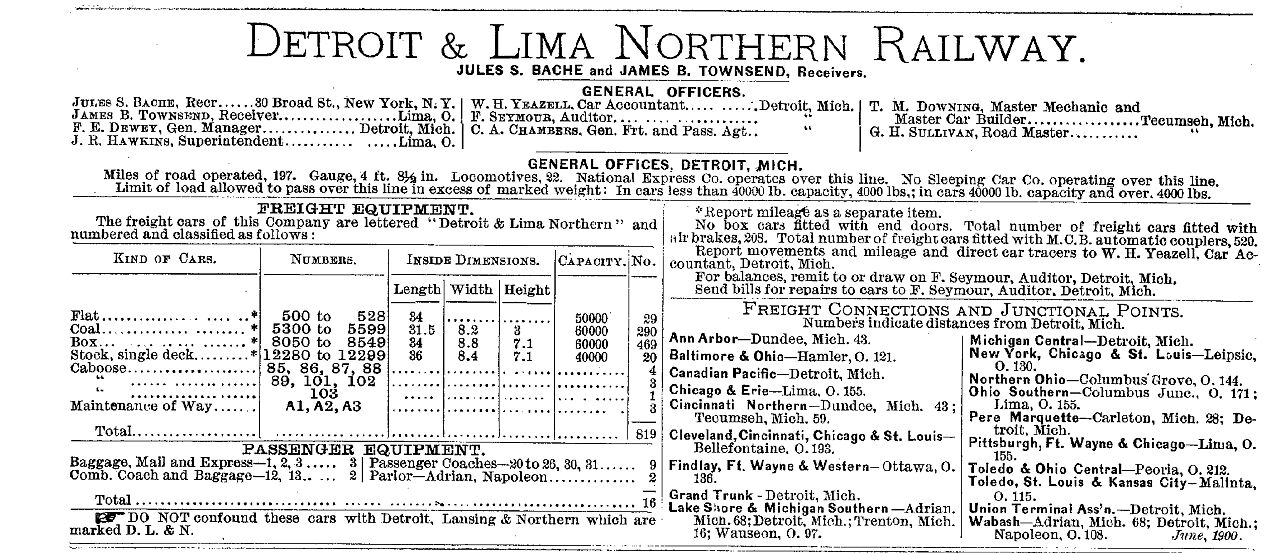 DETROIT & LIMA NORTHERN RAILWAY.
JULES S. BACHE and JAMES B. TOWNSEND, Receivers.
GENERAL OFFICERS.
JULES S. BACHE, Recr......30 Broad St., New York, N. Y.
JAMES B. TOWNSEND, Receiver.................Lima, O.
F. E. DEWEY, Gen. Manager.............. Detroit, Mich.
J. R. HAWKINS, Superintendent........... .....Lima, O.
W. H. YEAZELL, Car Accountant..... .....Detroit, Mich.
F. SEYMOUR, Auditor.... ................. "
C. A. CHAMBERS, Gen. Frt. and Pass. Agt.. "
T. M. DOWNING, Master Mechanic and
Master Car Builder.................Tecumseh, Mich.
G. H. SULLIVAN, Road Master........... "
GENERAL OFFICES, DETROIT, MICH.
Miles of road operated, 197. Gauge, 4 ft. 8½ in. Locomotives, 22. National Express Co. operates over this line. No Sleeping Car Co. operating over this line.
Limit of load allowed to pass over this line in excess of marked weight: In cars less than 40000 lb. capacity, 4000 lbs,; in cars 40000 lb. capacity and over, 4000 lbs.
FREIGHT EQUIPMENT.
The freight cars of this Company are lettered "Detroit & Lima Northern" and
numbered and classified as follows:
KIND OF CARS. NUMBERS. INSIDE DIMENSIONS. CAPACITY. No.
Length Width Height
Flat...................* 500 to 528 34 ........ ........ 50000 29
Coal...................* 5300 to 5599 31.5 8.2 3 60000 290
Box....................* 8050 to 8549 34 8.8 7.1 60000 469
Stock, single deck........* 12280 to 12299 36 8.4 7.1 40000 20
Caboose.................. 85, 86, 87, 88 ........ ........ ........ .......... 4
" .............. 89, 101, 102 ........ ........ ........ .......... 3
" .............. 103 ........ ........ ........ .......... 1
Maintenance of Way....... A1, A2, A3 ........ ........ ........ .......... 3
Total.................. 819
PASSENGER EQUIPMENT.
Baggage, Mail and Express—1, 2, 3 ..... 3
Comb. Coach and Baggage—12, 13.. ... 2
Passenger Coaches—20 to 26, 30, 31...... 9
Parlor—Adrian, Napoleon............... 2
Total .................. 16
☞ DO NOT confound these cars with Detroit, Lansing & Northern which are
marked D. L. & N.
*Report mileage as a separate item.
No box cars fitted with end doors. Total number of freight cars fitted with
air brakes, 208. Total number of freight cars fitted with M.C.B. automatic couplers, 520.
Report movements and mileage and direct car tracers to W. H. Yeazell, Car Ac-
countant, Detroit, Mich.
For balances, remit to or draw on F. Seymour, Auditor, Detroit, Mich.
Send bills for repairs to cars to F. Seymour, Auditor, Detroit, Mich.
FREIGHT CONNECTIONS AND JUNCTIONAL POINTS.
Numbers indicate distances from Detroit, Mich.
Ann Arbor—Dundee, Mich. 43.
Baltimore & Ohio—Hamler, O. 121.
Canadian Pacific—Detroit, Mich.
Chicago & Erie—Lima, O. 155.
Cincinnati Northern—Dundee, Mich. 43;
Tecumseh, Mich. 59.
Cleveland, Cincinnati, Chicago & St. Louis—
Bellefontaine, O. 193.
Findlay, Ft. Wayne & Western—Ottawa, O.
136.
Grand Trunk - Detroit, Mich.
Lake Shore & Michigan Southern—Adrian,
Mich. 68; Detroit, Mich.; Trenton, Mich.
16; Wauseon, O. 97.
Michigan Central—Detroit, Mich.
New York, Chicago & St. Louis—Leipsic,
O. 130.
Northern Ohio—Columbus Grove, O. 144.
Ohio Southern—Columbus Junc., O. 171;
Lima, O. 155.
Pere Marquette—Carleton, Mich. 28; De-
troit, Mich.
Pittsburgh, Ft. Wayne & Chicago—Lima, O.
155.
Toledo & Ohio Central—Peoria, O. 212.
Toledo, St. Louis & Kansas City—Malinta,
O. 115.
Union Terminal Ass'n.—Detroit, Mich.
Wabash—Adrian, Mich. 68; Detroit, Mich.;
Napoleon, O. 108. June, 1900.